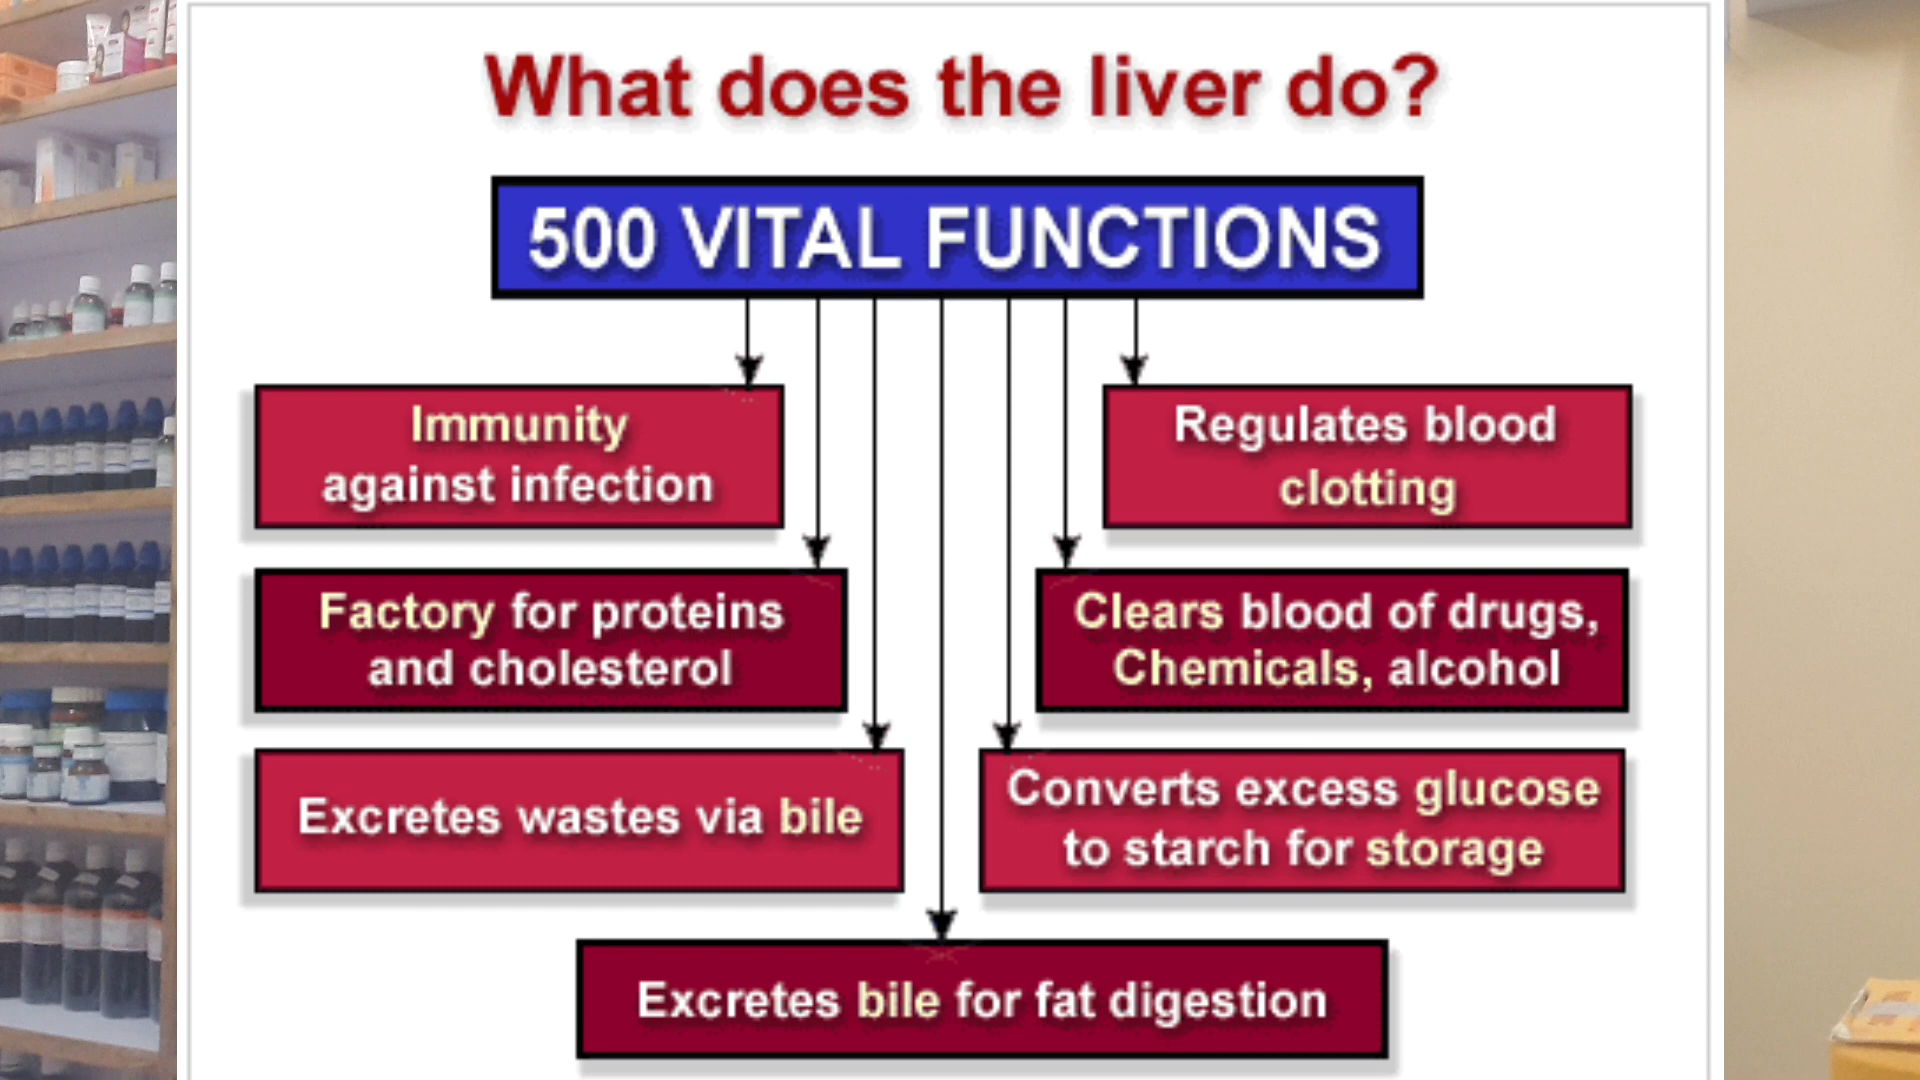 What does the liver do?
500 VITAL FUNCTIONS
Immunity
against infection
Regulates blood
clotting
Factory for proteins
and cholesterol
Clears blood of drugs,
Chemicals, alcohol
Excretes wastes via bile
Converts excess glucose
to starch for storage
Excretes bile for fat digestion